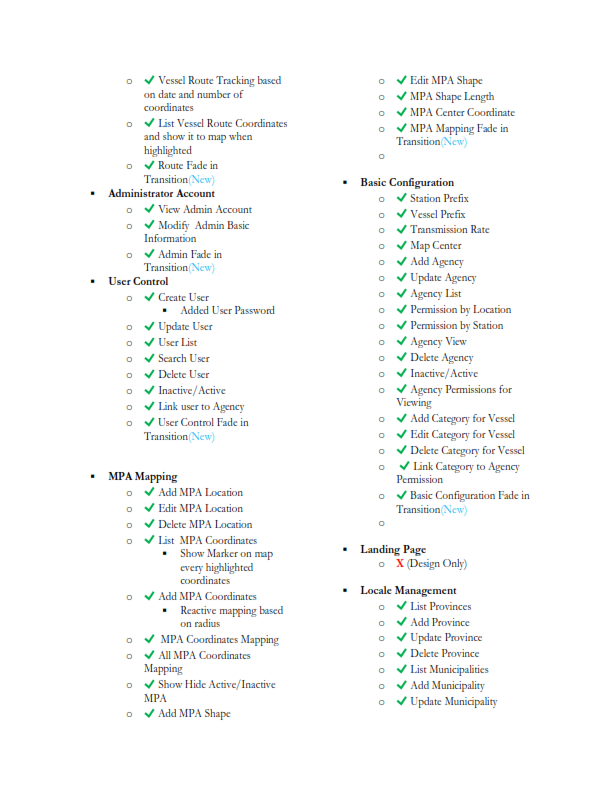 o ✔ Vessel Route Tracking based
on date and number of
coordinates
o ✔ List Vessel Route Coordinates
and show it to map when
highlighted
o ✔ Route Fade in
Transition(New)
▪ Administrator Account
o ✔ View Admin Account
o ✔ Modify Admin Basic
Information
o ✔ Admin Fade in
Transition(New)
▪ User Control
o ✔ Create User
▪ Added User Password
o ✔ Update User
o ✔ User List
o ✔ Search User
o ✔ Delete User
o ✔ Inactive/Active
o ✔ Link user to Agency
o ✔ User Control Fade in
Transition(New)
▪ MPA Mapping
o ✔ Add MPA Location
o ✔ Edit MPA Location
o ✔ Delete MPA Location
o ✔ List MPA Coordinates
▪ Show Marker on map
every highlighted
coordinates
o ✔ Add MPA Coordinates
▪ Reactive mapping based
on radius
o ✔ MPA Coordinates Mapping
o ✔ All MPA Coordinates
Mapping
o ✔ Show Hide Active/Inactive
MPA
o ✔ Add MPA Shape
o ✔ Edit MPA Shape
o ✔ MPA Shape Length
o ✔ MPA Center Coordinate
o ✔ MPA Mapping Fade in
Transition(New)
o
▪ Basic Configuration
o ✔ Station Prefix
o ✔ Vessel Prefix
o ✔ Transmission Rate
o ✔ Map Center
o ✔ Add Agency
o ✔ Update Agency
o ✔ Agency List
o ✔ Permission by Location
o ✔ Permission by Station
o ✔ Agency View
o ✔ Delete Agency
o ✔ Inactive/Active
o ✔ Agency Permissions for
Viewing
o ✔ Add Category for Vessel
o ✔ Edit Category for Vessel
o ✔ Delete Category for Vessel
o ✔ Link Category to Agency
Permission
o ✔ Basic Configuration Fade in
Transition(New)
o
▪ Landing Page
o X (Design Only)
▪ Locale Management
o ✔ List Provinces
o ✔ Add Province
o ✔ Update Province
o ✔ Delete Province
o ✔ List Municipalities
o ✔ Add Municipality
o ✔ Update Municipality